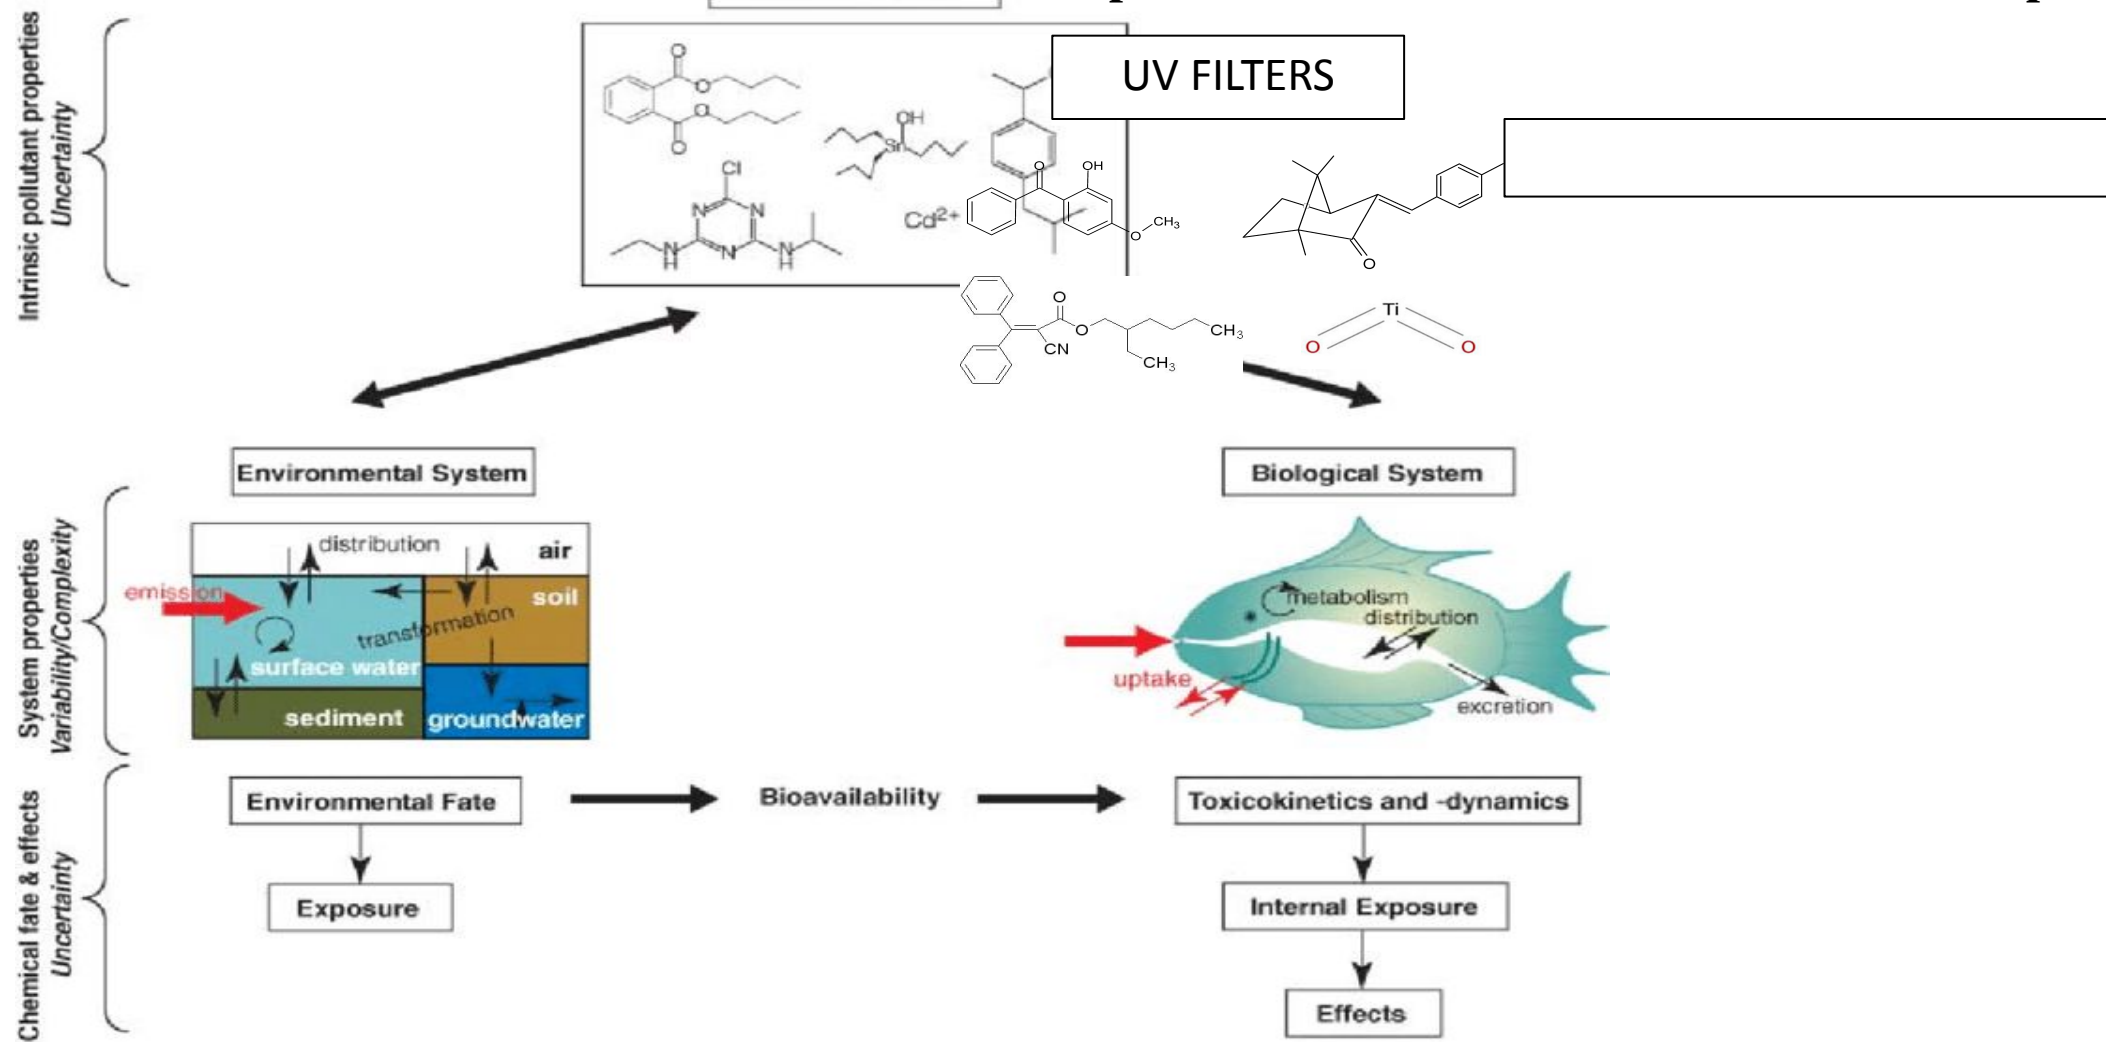 UV FILTERS
Intrinsic pollutant properties
Uncertainty
O
O
O
O
OH
Sn
Cl
N
N
N
N
H
N
H
Cd2+
O
OH
O
CH3
O
O
O
CN
CH3
CH3
Ti
O
O
Environmental System
Biological System
System properties
Variability/Complexity
distribution
air
emission
soil
transformation
surface water
sediment
groundwater
metabolism
distribution
uptake
excretion
Chemical fate & effects
Uncertainty
Environmental Fate
Bioavailability
Toxicokinetics and -dynamics
Exposure
Internal Exposure
Effects